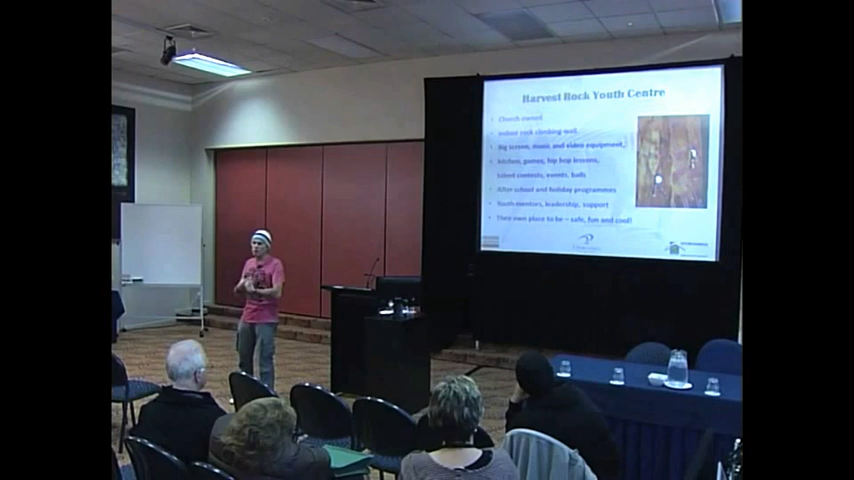 Harvest Rock Youth Centre
• Church owned
• Indoor rock climbing wall
• Big screen, music and video equipment,
• kitchen, games, hip hop lessons,
talent contests, events, balls
• After school and holiday programmes
• Youth mentors, leadership, support
• Their own place to be – safe, fun and cool!